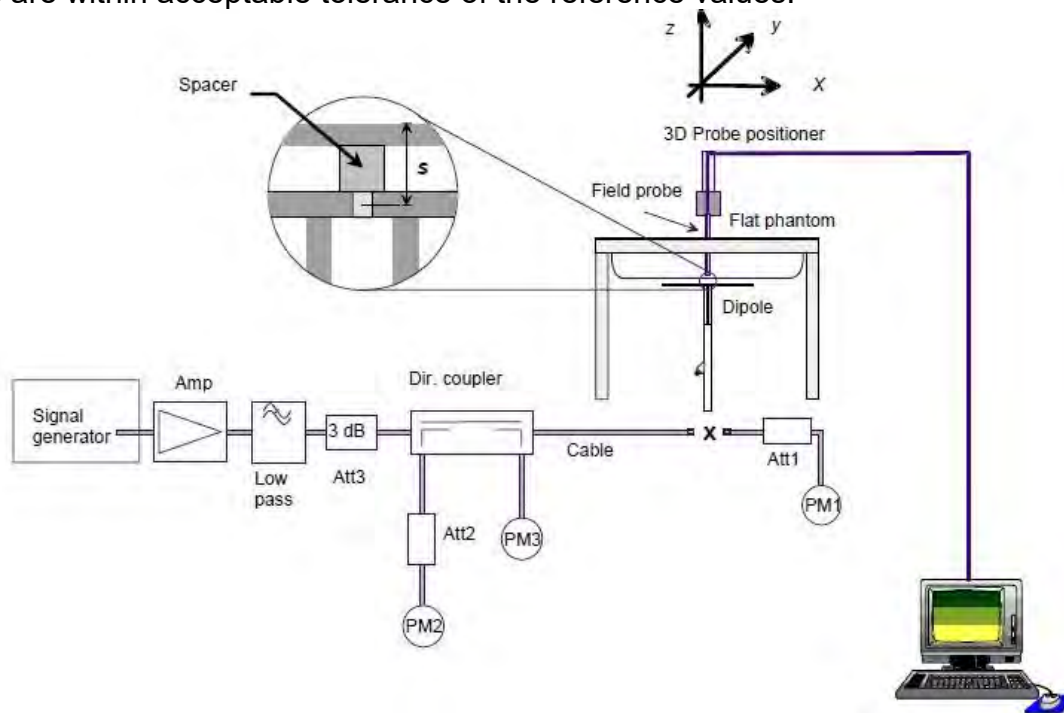 are within acceptable tolerance of the reference values.
z
y
X
Spacer
s
3D Probe positioner
Field probe
Flat phantom
Dipole
Signal
generator
Amp
Low
pass
3 dB
Att3
Dir. coupler
Cable
x
Att1
PM1
Att2
PM3
PM2